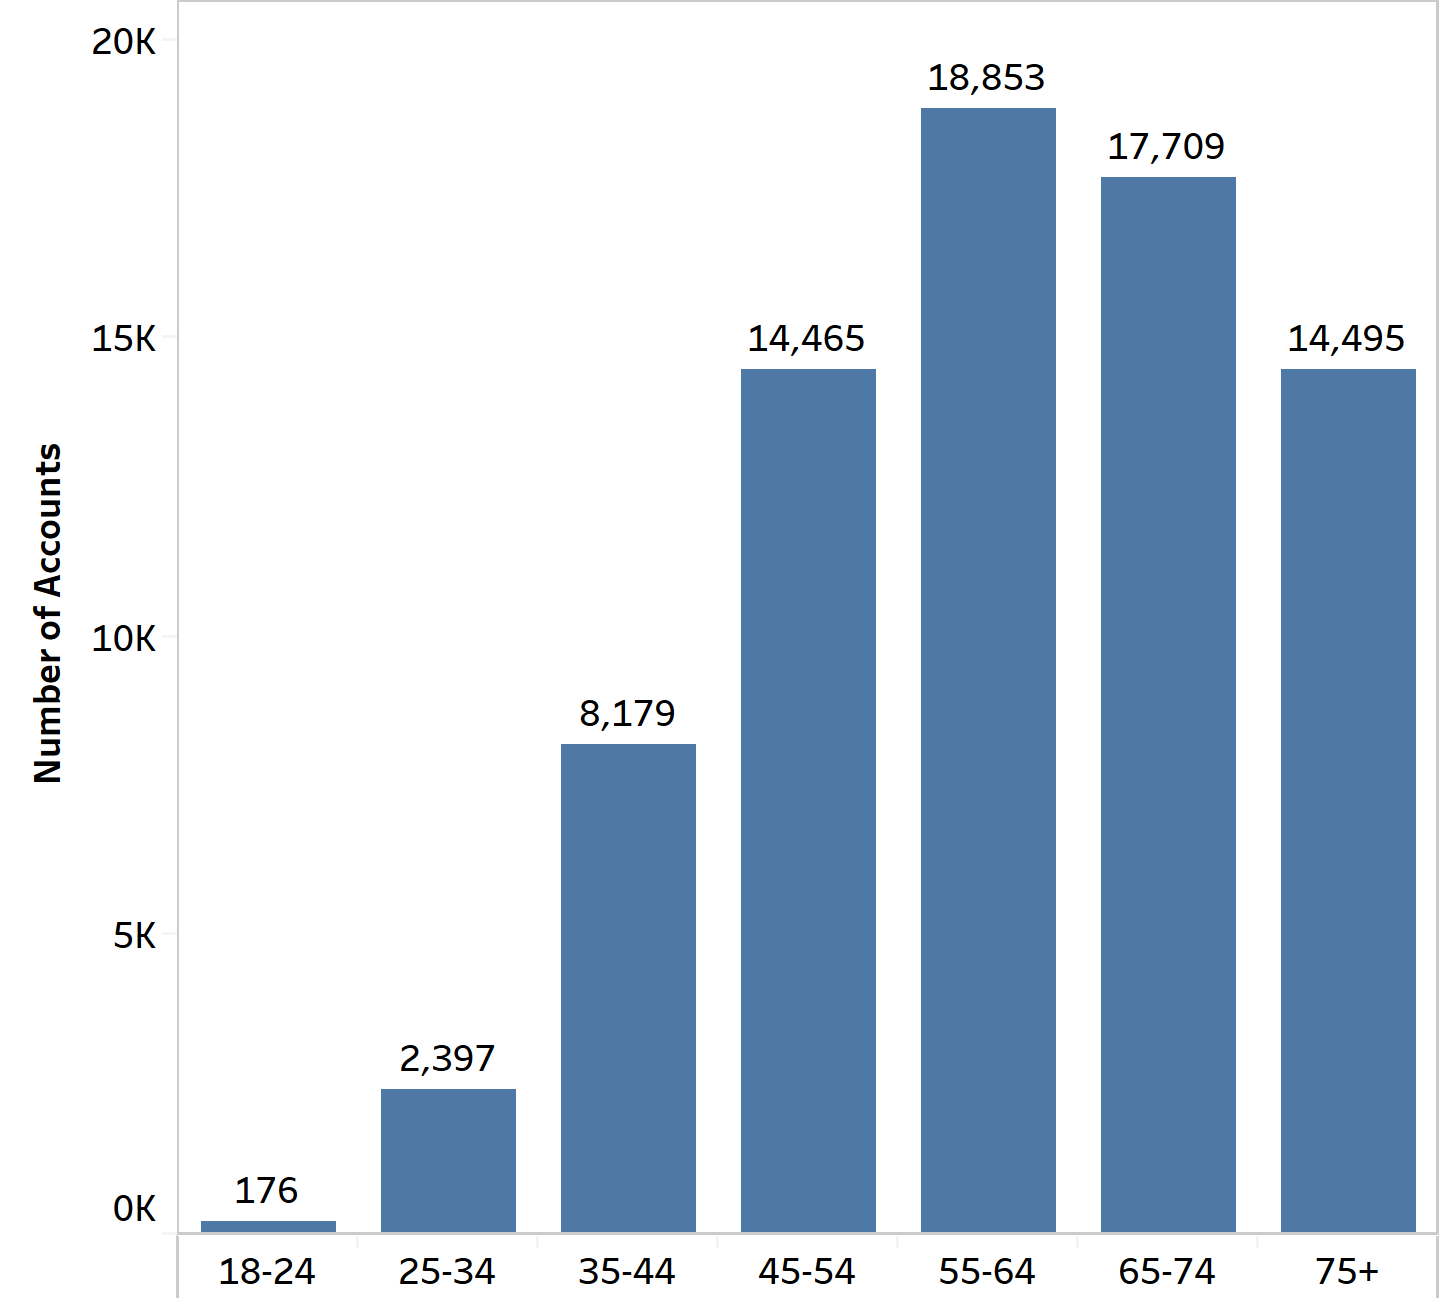 20K
15K
10K
5K
0K
Number of Accounts
176
2,397
8,179
14,465
18,853
17,709
14,495
18-24
25-34
35-44
45-54
55-64
65-74
75+